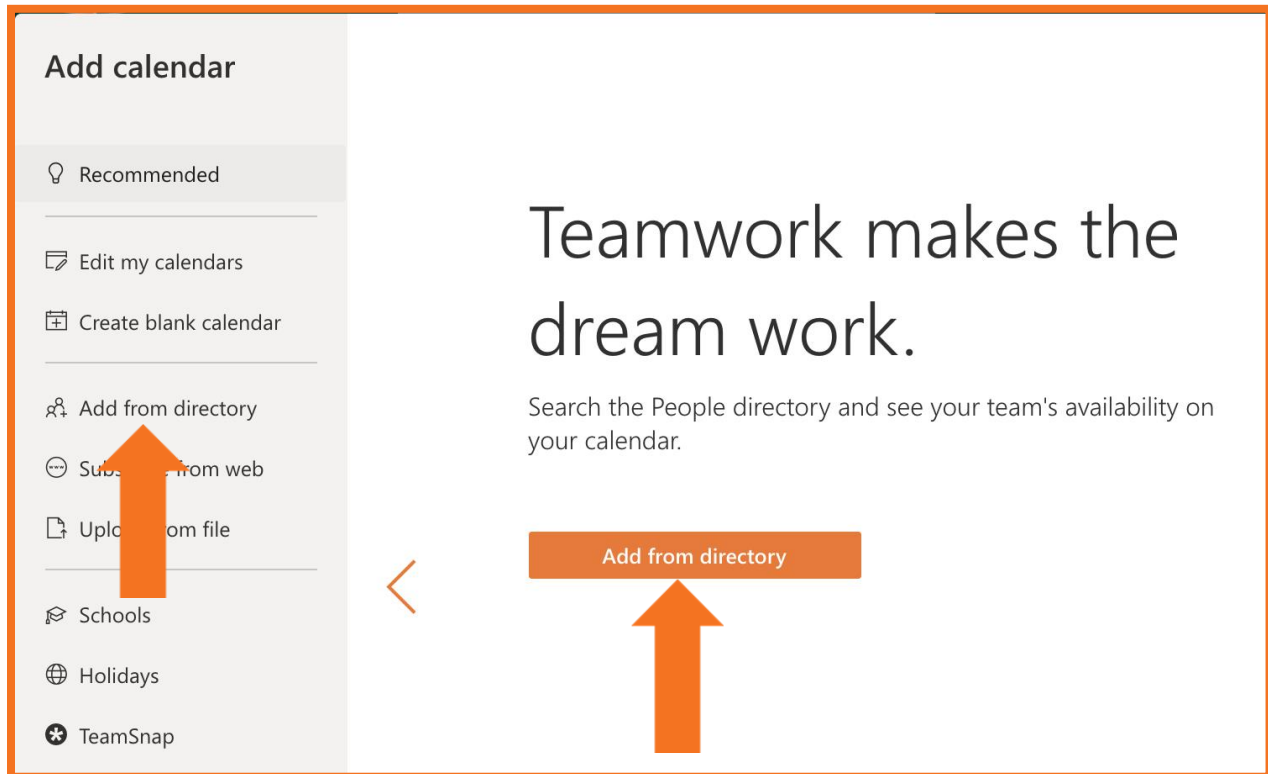 Add calendar
Recommended
Edit my calendars
Create blank calendar
Add from directory
from web
file
Schools
Holidays
TeamSnap
Teamwork makes the
dream work.
Search the People directory and see your team's availability on
your calendar.
Add from directory